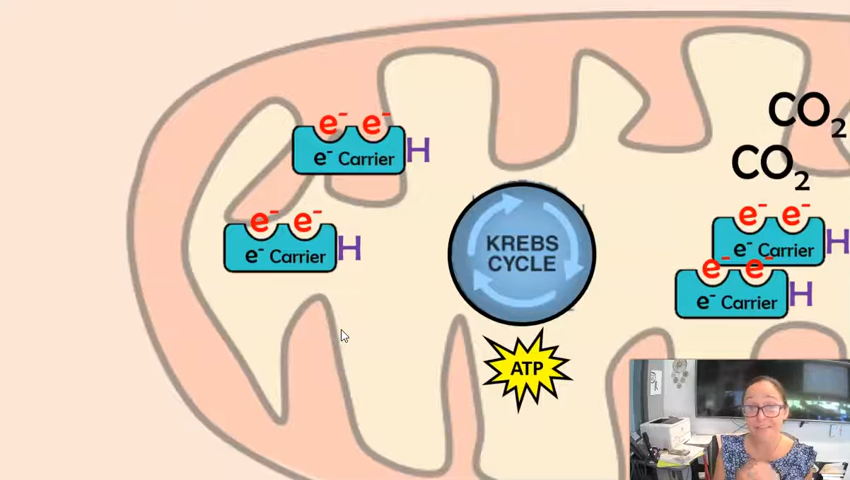 e⁻ e⁻
e⁻ Carrier H
e⁻ e⁻
e⁻ Carrier H
KREBS
CYCLE
ATP
CO₂
CO₂
e⁻ e⁻
e⁻ Carrier H
e⁻ e⁻
e⁻ Carrier H